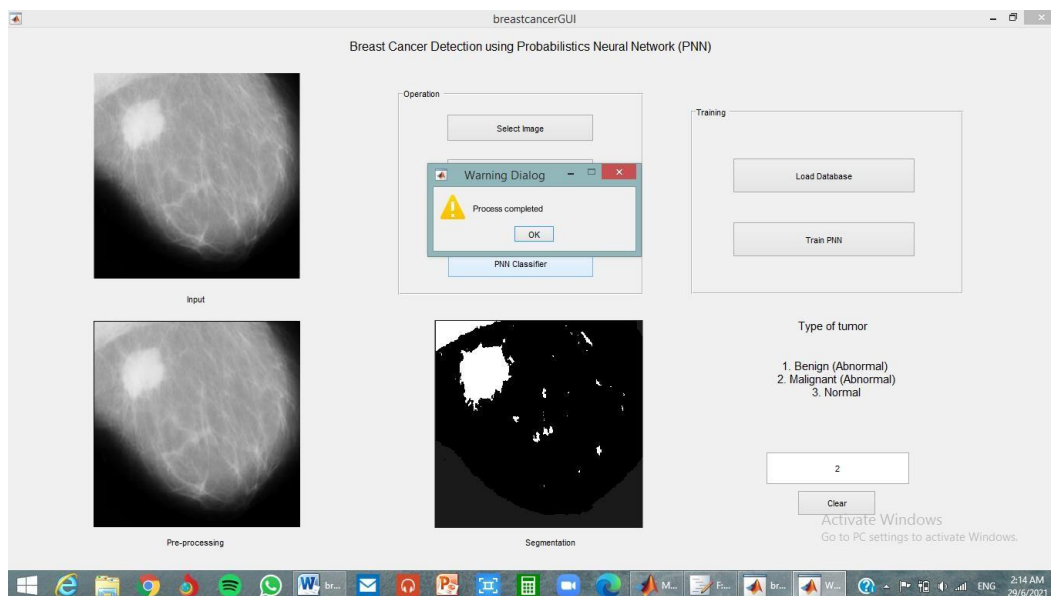 breastcancerGUI
Breast Cancer Detection using Probabilistics Neural Network (PNN)
Operation
Select Image
Warning Dialog
Process completed
OK
PNN Classifier
Training
Load Database
Train PNN
Input
Type of tumor
1. Benign (Abnormal)
2. Malignant (Abnormal)
3. Normal
2
Clear
Activate Windows
Go to PC settings to activate Windows.
Pre-processing
Segmentation
br...
M...
F:...
br...
W...
ENG
2:14 AM
29/6/2021